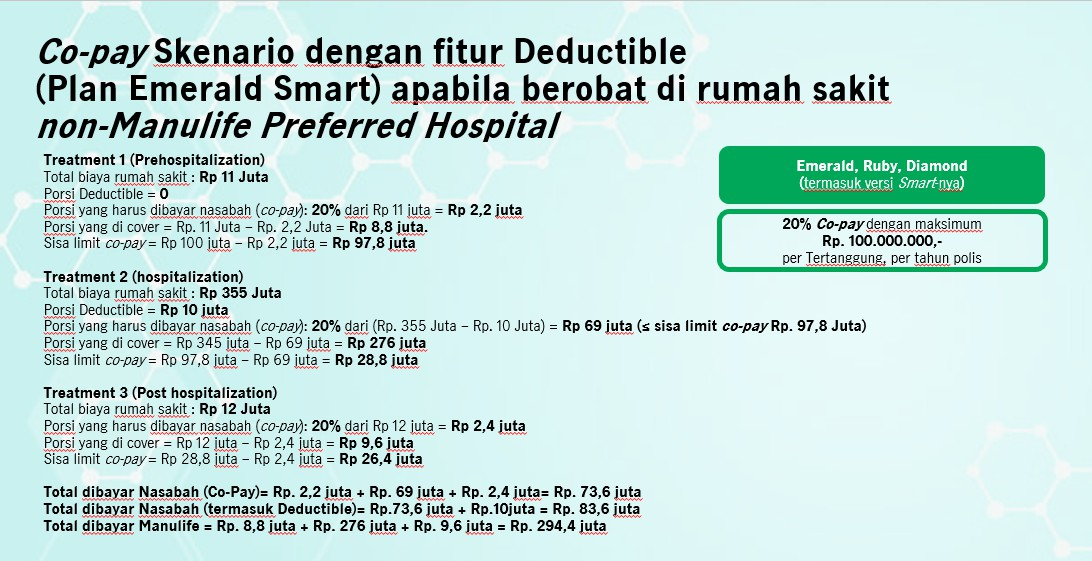 Co-pay Skenario dengan fitur Deductible
(Plan Emerald Smart) apabila berobat di rumah sakit
non-Manulife Preferred Hospital
Treatment 1 (Prehospitalization)
Total biaya rumah sakit : Rp 11 Juta
Porsi Deductible = 0
Porsi yang harus dibayar nasabah (co-pay): 20% dari Rp 11 juta = Rp 2,2 juta
Porsi yang di cover = Rp. 11 Juta – Rp. 2,2 Juta = Rp 8,8 juta.
Sisa limit co-pay = Rp 100 juta – Rp 2,2 juta = Rp 97,8 juta
Treatment 2 (hospitalization)
Total biaya rumah sakit : Rp 355 Juta
Porsi Deductible = Rp 10 juta
Porsi yang harus dibayar nasabah (co-pay): 20% dari (Rp. 355 Juta – Rp. 10 Juta) = Rp 69 juta (≤ sisa limit co-pay Rp. 97,8 Juta)
Porsi yang di cover = Rp 345 juta – Rp 69 juta = Rp 276 juta
Sisa limit co-pay = Rp 97,8 juta – Rp 69 juta = Rp 28,8 juta
Treatment 3 (Post hospitalization)
Total biaya rumah sakit : Rp 12 Juta
Porsi yang harus dibayar nasabah (co-pay): 20% dari Rp 12 juta = Rp 2,4 juta
Porsi yang di cover = Rp 12 juta – Rp 2,4 juta = Rp 9,6 juta
Sisa limit co-pay = Rp 28,8 juta – Rp 2,4 juta = Rp 26,4 juta
Total dibayar Nasabah (Co-Pay)= Rp. 2,2 juta + Rp. 69 juta + Rp. 2,4 juta= Rp. 73,6 juta
Total dibayar Nasabah (termasuk Deductible)= Rp.73,6 juta + Rp.10juta = Rp. 83,6 juta
Total dibayar Manulife = Rp. 8,8 juta + Rp. 276 juta + Rp. 9,6 juta = Rp. 294,4 juta
Emerald, Ruby, Diamond
(termasuk versi Smart-nya)
20% Co-pay dengan maksimum
Rp. 100.000.000,-
per Tertanggung, per tahun polis